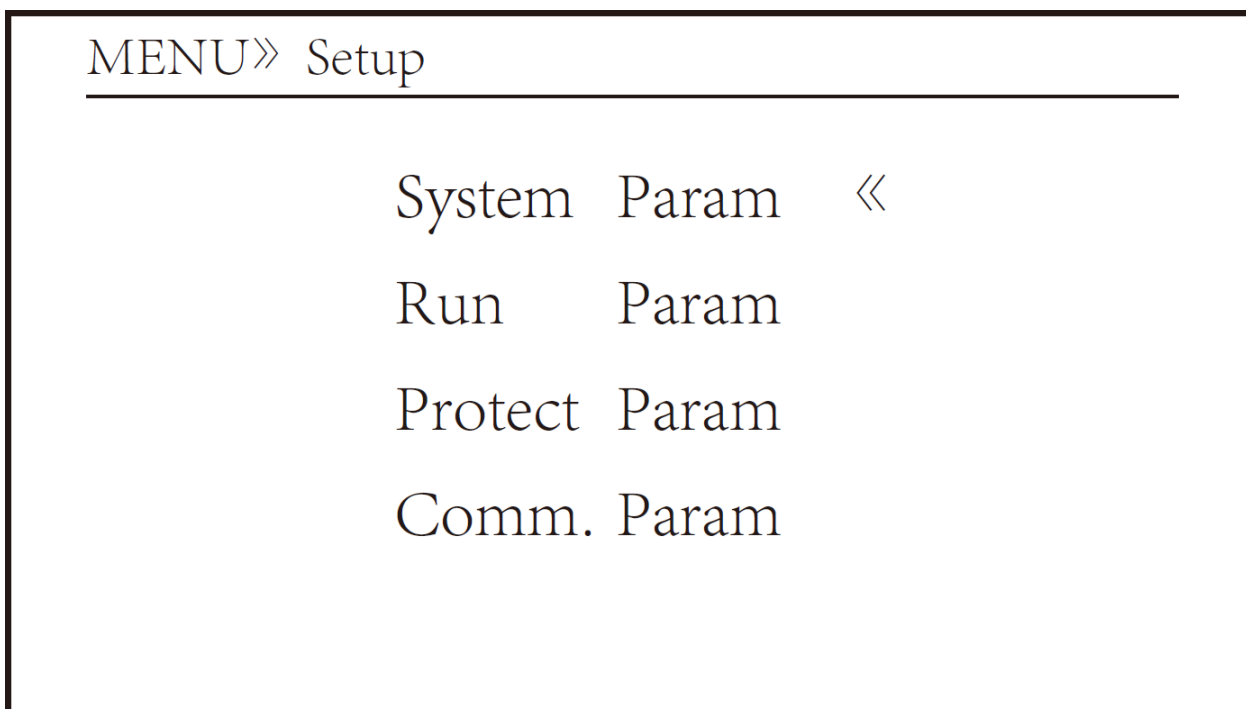 MENU» Setup
System Param «
Run Param
Protect Param
Comm. Param